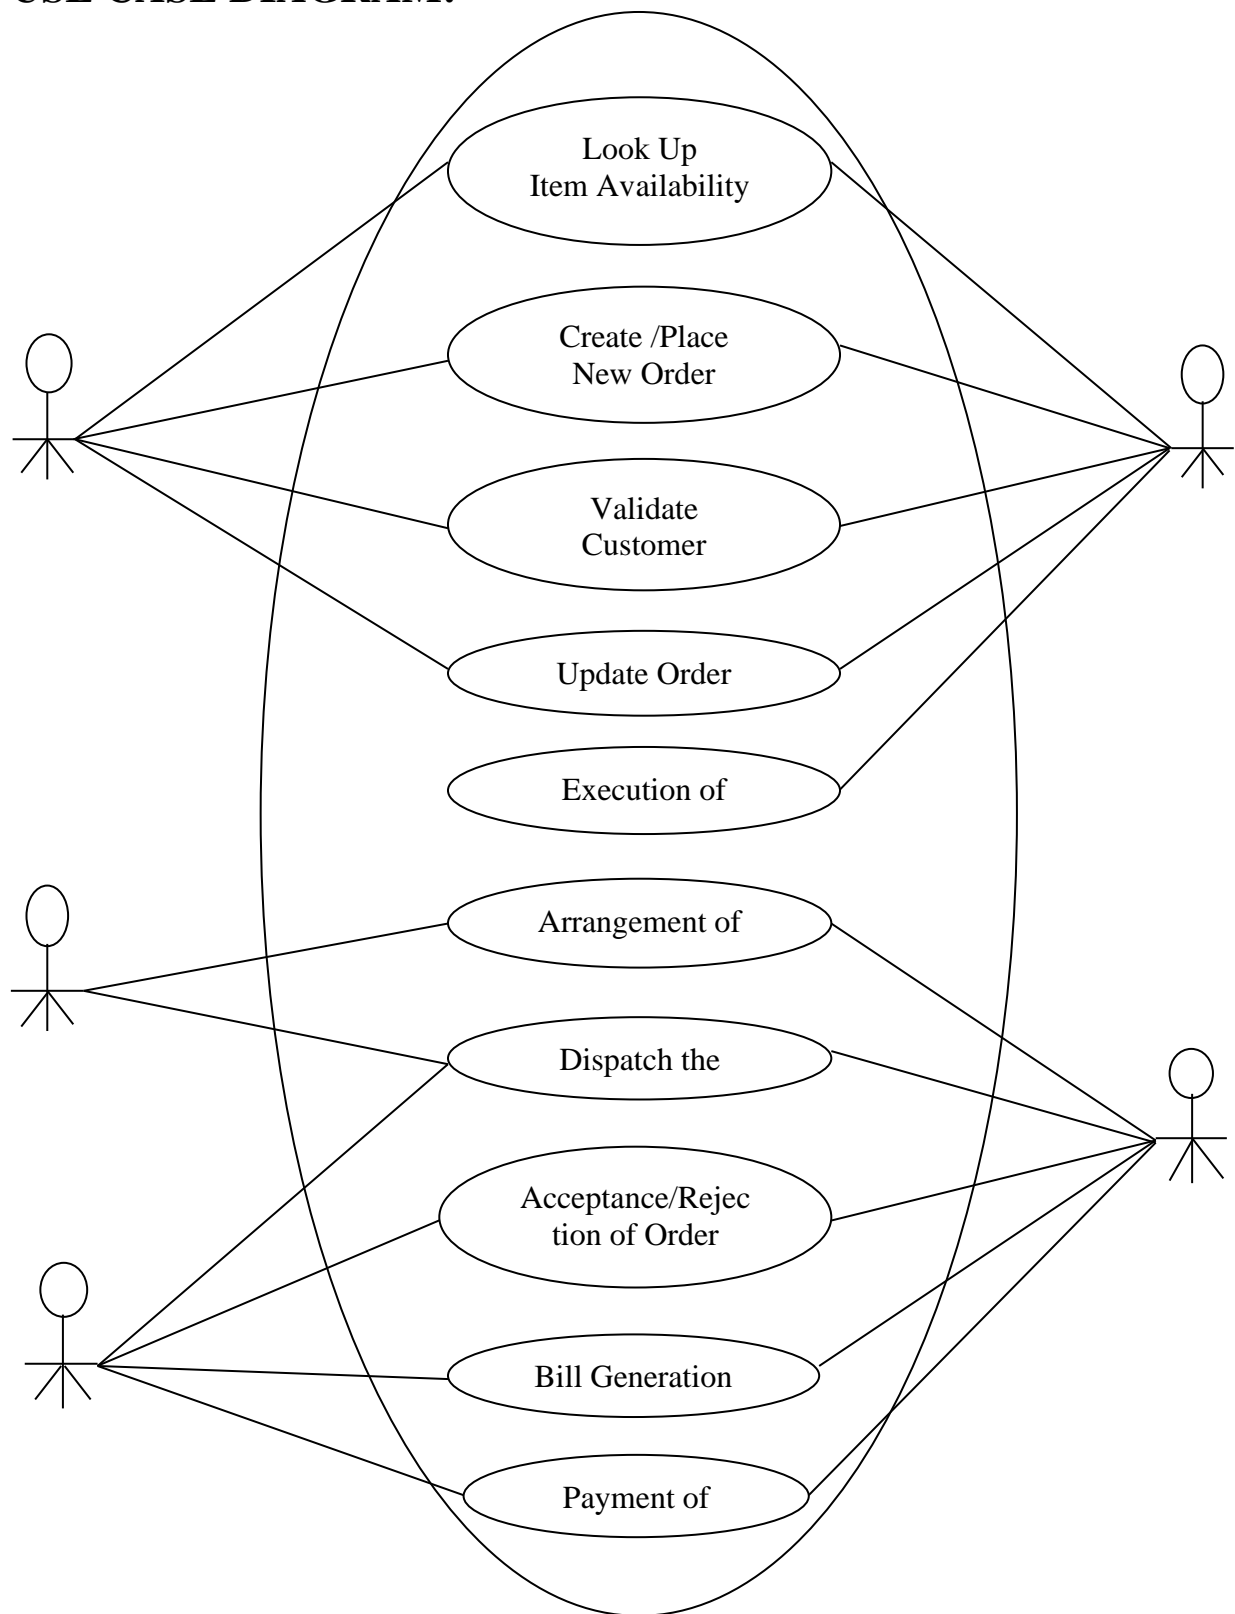 USE CASE DIAGRAM:
Look Up
Item Availability
Create /Place
New Order
Validate
Customer
Update Order
Execution of
Arrangement of
Dispatch the
Acceptance/Rejec
tion of Order
Bill Generation
Payment of